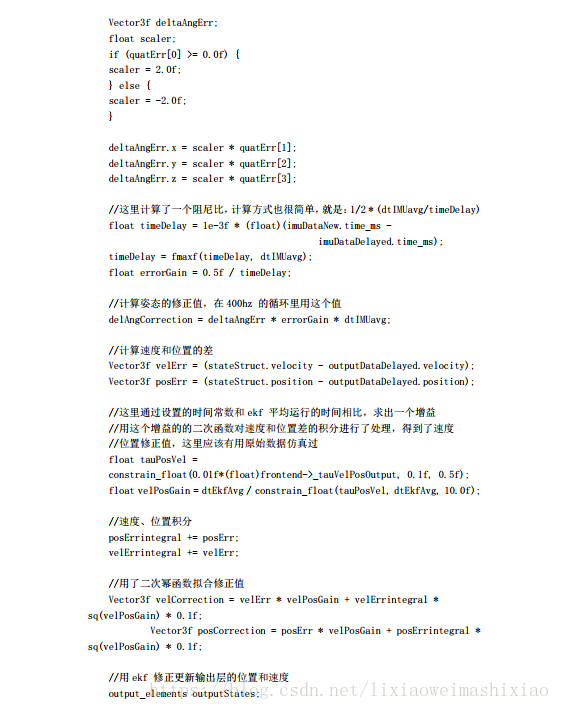 Vector3f deltaAngErr;
float scaler;
if (quatErr[0] >= 0.0f) {
scaler = 2.0f;
} else {
scaler = -2.0f;
}
deltaAngErr.x = scaler * quatErr[1];
deltaAngErr.y = scaler * quatErr[2];
deltaAngErr.z = scaler * quatErr[3];
//这里计算了一个阻尼比，计算方式也很简单，就是：1/2 * (dtIMUavg/timeDelay)
float timeDelay = 1e-3f * (float)(imuDataNew.time_ms -
imuDataDelayed.time_ms);
timeDelay = fmaxf(timeDelay, dtIMUavg);
float errorGain = 0.5f / timeDelay;
//计算姿态的修正值，在 400hz 的循环里用这个值
delAngCorrection = deltaAngErr * errorGain * dtIMUavg;
//计算速度和位置的差
Vector3f velErr = (stateStruct.velocity - outputDataDelayed.velocity);
Vector3f posErr = (stateStruct.position - outputDataDelayed.position);
//这里通过设置的时间常数和 ekf 平均运行的时间相比，求出一个增益
//用这个增益的的二次函数对速度和位置差的积分进行了处理，得到了速度
//位置修正值，这里应该有用原始数据仿真过
float tauPosVel =
constrain_float(0.01f*(float)frontend->_tauVelPosOutput, 0.1f, 0.5f);
float velPosGain = dtEkfAvg / constrain_float(tauPosVel, dtEkfAvg, 10.0f);
//速度、位置积分
posErrintegral += posErr;
velErrintegral += velErr;
//用了二次幂函数拟合修正值
Vector3f velCorrection = velErr * velPosGain + velErrintegral *
sq(velPosGain) * 0.1f;
Vector3f posCorrection = posErr * velPosGain + posErrintegral *
sq(velPosGain) * 0.1f;
//用 ekf 修正更新输出层的位置和速度
https://blog.csdn.net/lixiaoweimashixiao
output_elements outputStates;